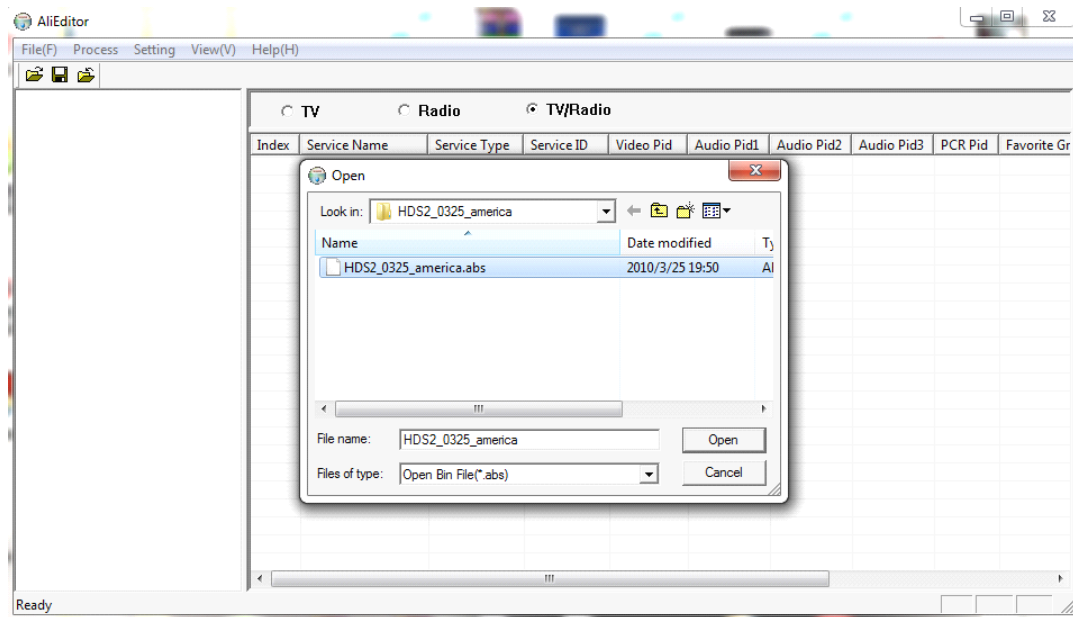 AliEditor
File(F) Process Setting View(V) Help(H)
TV Radio TV/Radio
Index Service Name Service Type Service ID Video Pid Audio Pid1 Audio Pid2 Audio Pid3 PCR Pid Favorite Gr
Open
Look in: HDS2_0325_america
Name Date modified Ty
HDS2_0325_america.abs 2010/3/25 19:50 Al
File name: HDS2_0325_america Open
Files of type: Open Bin File(*.abs) Cancel
Ready